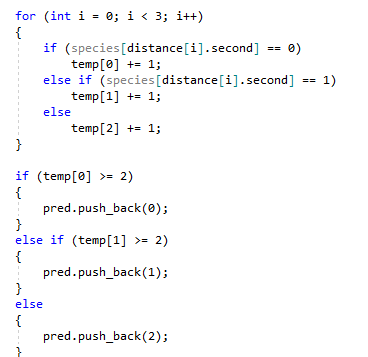 for (int i = 0; i < 3; i++)
{
    if (species[distance[i].second] == 0)
        temp[0] += 1;
    else if (species[distance[i].second] == 1)
        temp[1] += 1;
    else
        temp[2] += 1;
}
if (temp[0] >= 2)
{
    pred.push_back(0);
}
else if (temp[1] >= 2)
{
    pred.push_back(1);
}
else
{
    pred.push_back(2);
}